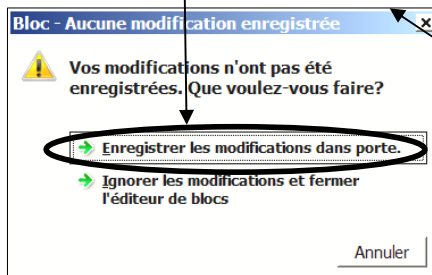 Bloc - Aucune modification enregistrée
Vos modifications n'ont pas été
enregistrées. Que voulez-vous faire?
Enregistrer les modifications dans porte.
Ignorer les modifications et fermer
l'éditeur de blocs
Annuler